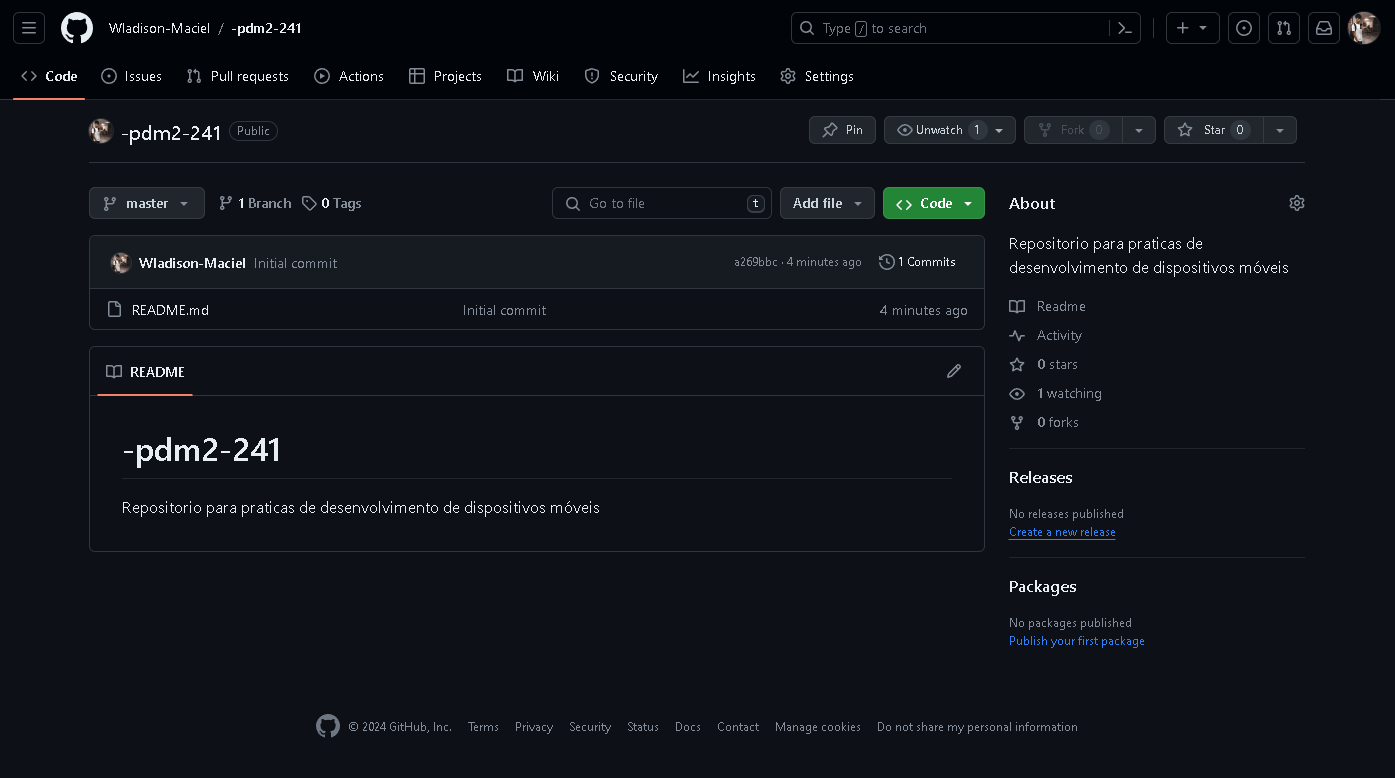 Wladison-Maciel / -pdm2-241
Type / to search
Code Issues Pull requests Actions Projects Wiki Security Insights Settings
-pdm2-241 Public
Pin Unwatch 1 Fork 0 Star 0
master 1 Branch 0 Tags
Go to file t
Add file
Code
Wladison-Maciel Initial commit a269bbc · 4 minutes ago 1 Commits
README.md Initial commit 4 minutes ago
README
-pdm2-241
Repositorio para praticas de desenvolvimento de dispositivos móveis
About
Repositorio para praticas de
desenvolvimento de dispositivos móveis
Readme
Activity
0 stars
1 watching
0 forks
Releases
No releases published
Create a new release
Packages
No packages published
Publish your first package
© 2024 GitHub, Inc. Terms Privacy Security Status Docs Contact Manage cookies Do not share my personal information